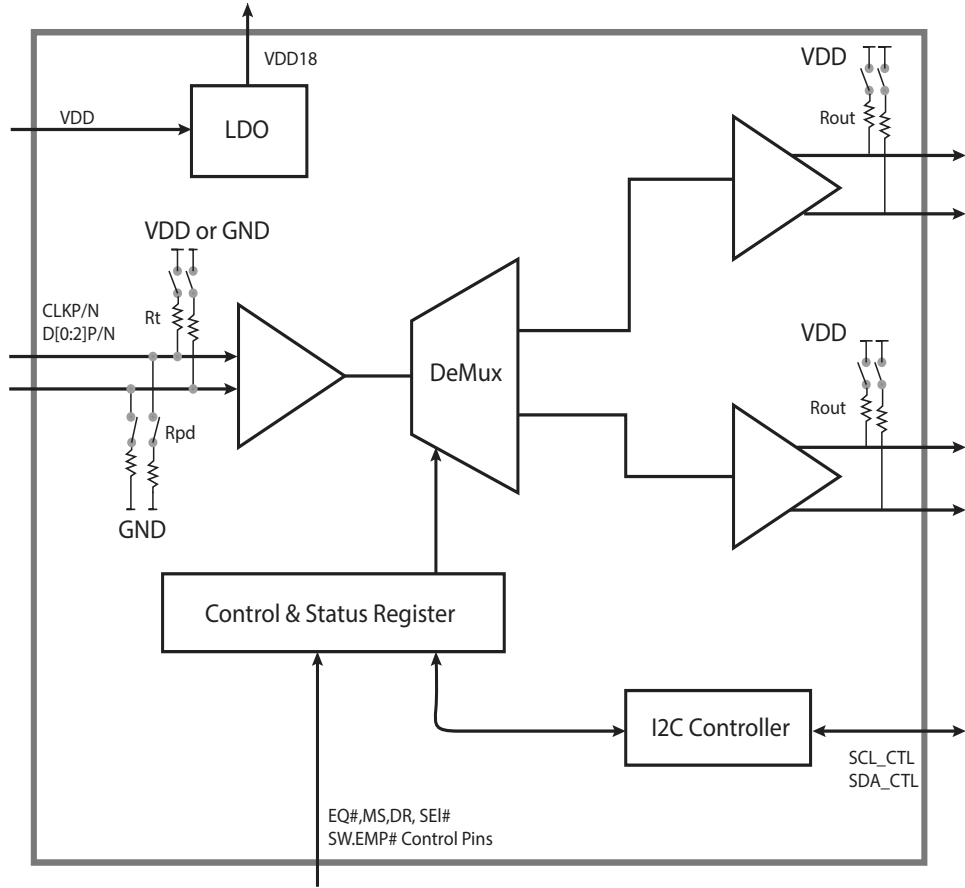 VDD18
VDD
LDO
VDD
Rout
VDD or GND
CLKP/N
D[0:2]P/N
Rt
DeMux
VDD
Rout
Rpd
GND
Control & Status Register
I2C Controller
SCL_CTL
SDA_CTL
EQ#,MS,DR, SEl#
SW.EMP# Control Pins